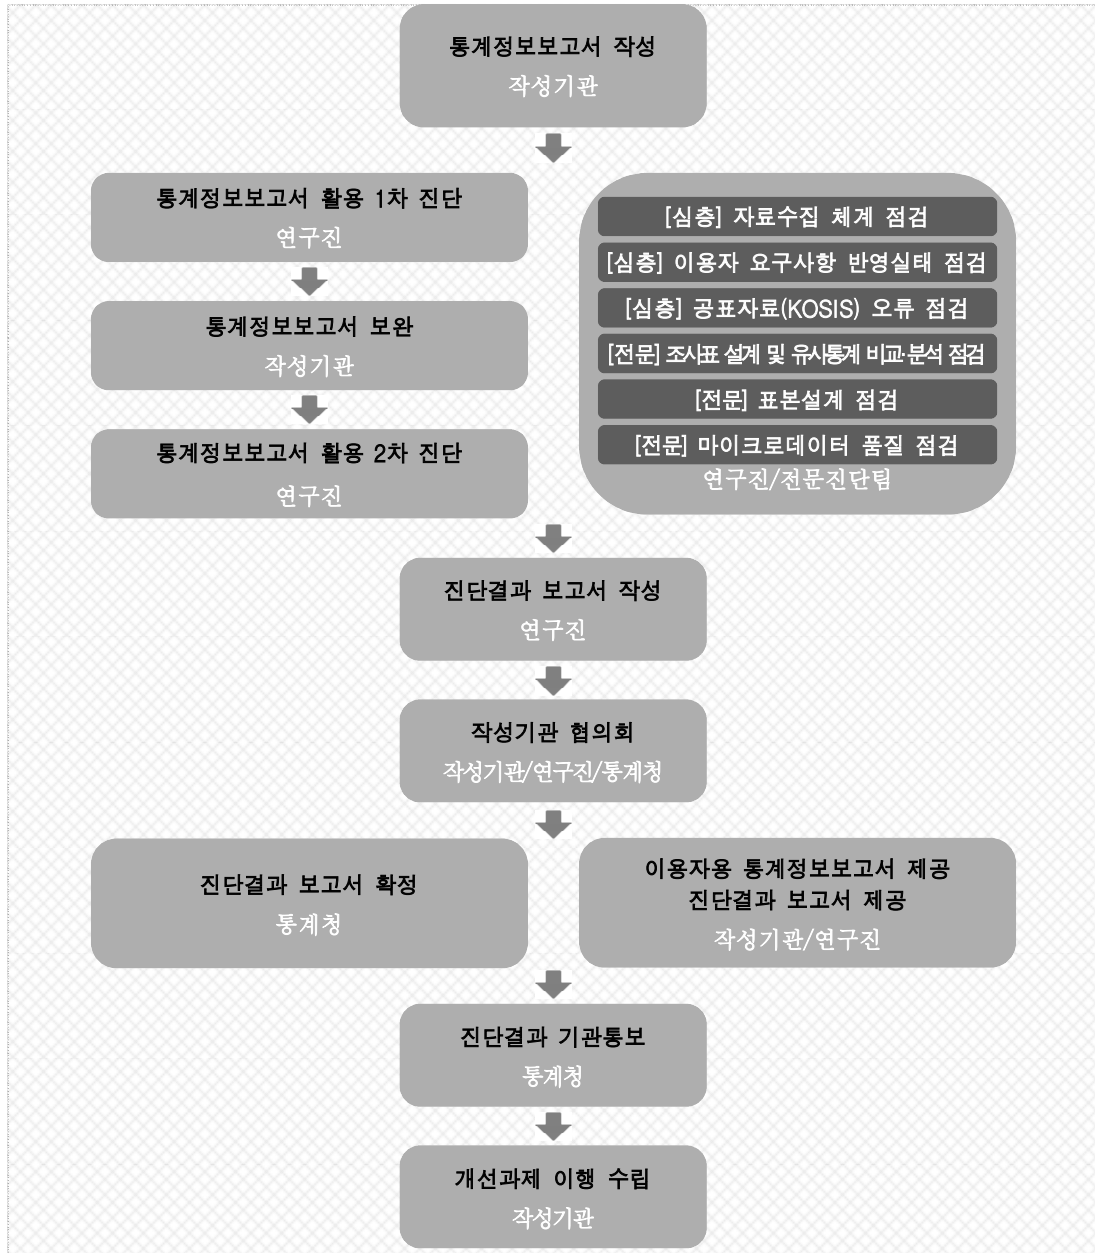 통계정보보고서 작성
작성기관
통계정보보고서 활용 1차 진단
연구진
통계정보보고서 보완
작성기관
통계정보보고서 활용 2차 진단
연구진
[심층] 자료수집 체계 점검
[심층] 이용자 요구사항 반영실태 점검
[심층] 공표자료(KOSIS) 오류 점검
[전문] 조사표 설계 및 유사통계 비교·분석 점검
[전문] 표본설계 점검
[전문] 마이크로데이터 품질 점검
연구진/전문진단팀
진단결과 보고서 작성
연구진
작성기관 협의회
작성기관/연구진/통계청
진단결과 보고서 확정
통계청
이용자용 통계정보보고서 제공
진단결과 보고서 제공
작성기관/연구진
진단결과 기관통보
통계청
개선과제 이행 수립
작성기관